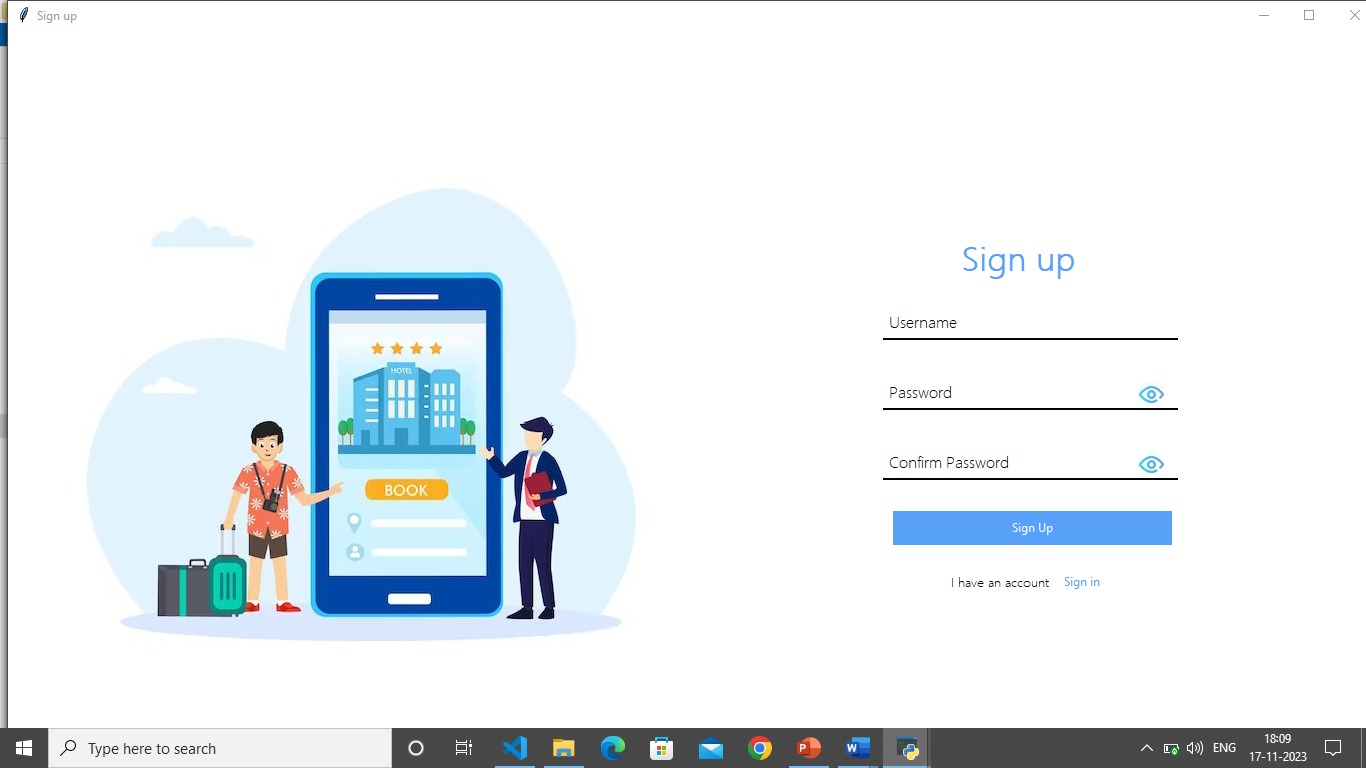 Sign up
Sign up
HOTEL
BOOK
Username
Password
Confirm Password
Sign Up
I have an account Sign in
Type here to search
ENG
18:09
17-11-2023